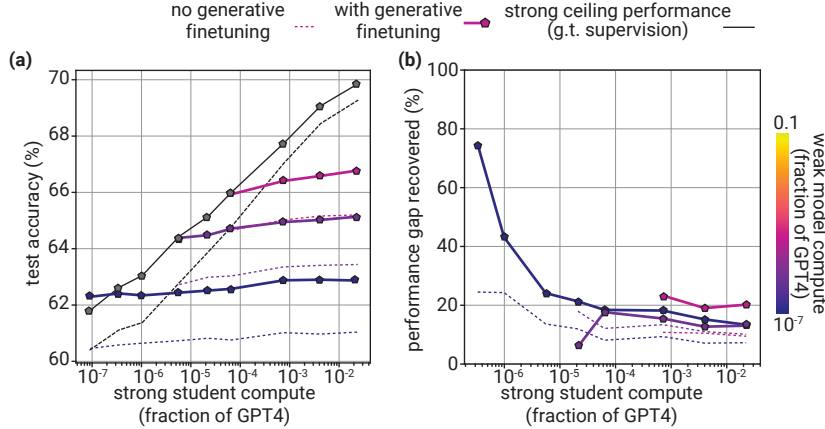 no generative
finetuning
with generative
finetuning
strong ceiling performance
(g.t. supervision)
(a)
test accuracy (%)
70
68
66
64
62
60
10-7
10-6
10-5
10-4
10-3
10-2
strong student compute
(fraction of GPT4)
(b)
performance gap recovered (%)
100
80
60
40
20
0
10-6
10-5
10-4
10-3
10-2
strong student compute
(fraction of GPT4)
0.1
10-7
weak model compute
(fraction of GPT4)